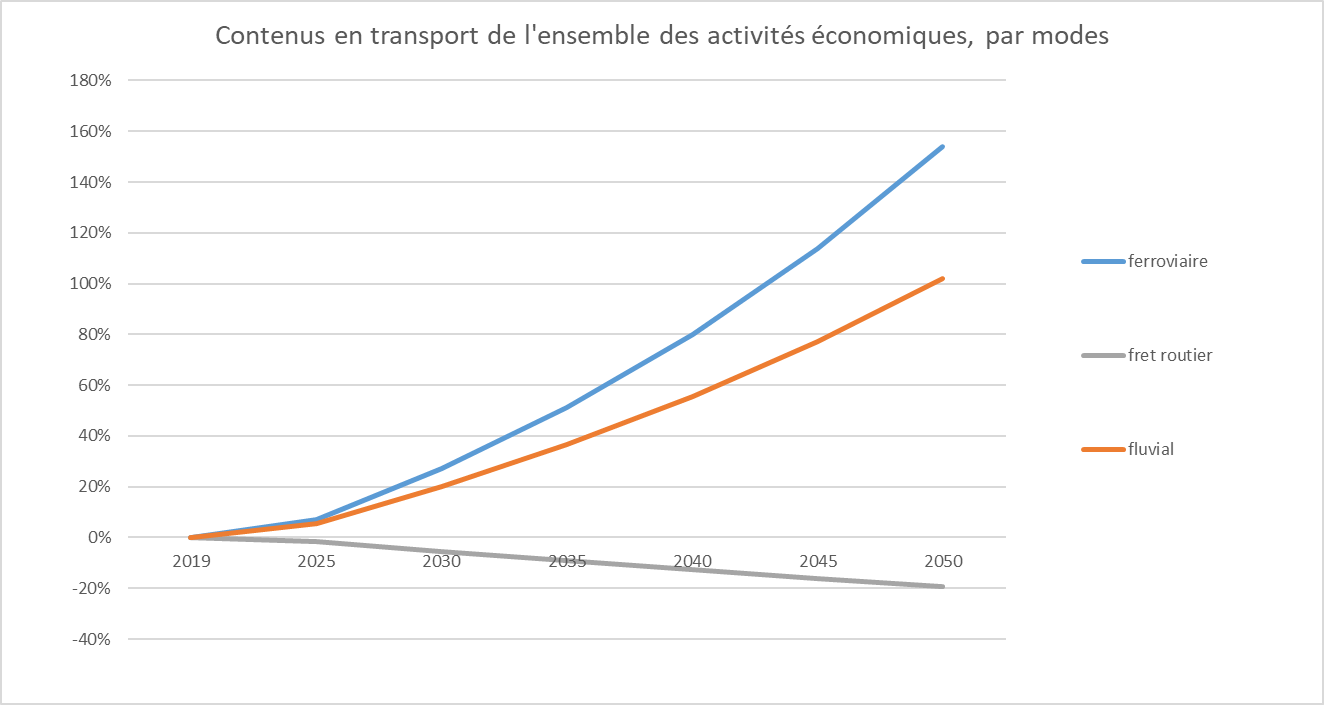 Contenus en transport de l'ensemble des activités économiques, par modes
180%
160%
140%
120%
100%
80%
60%
40%
20%
0%
-20%
-40%
2019 2025 2030 2035 2040 2045 2050
ferroviaire
fret routier
fluvial